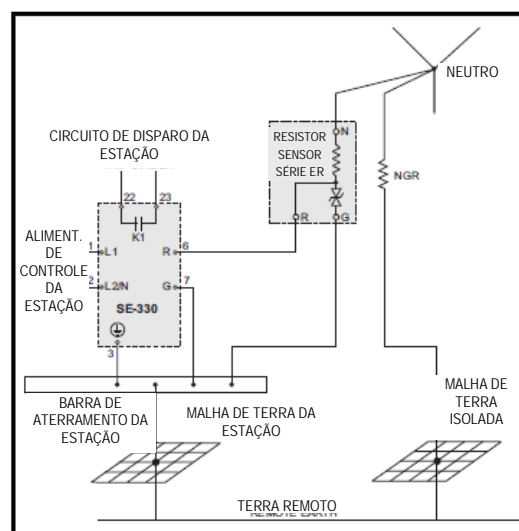 NEUTRO
CIRCUITO DE DISPARO DA
ESTAÇÃO
N
RESISTOR
SENSOR
SÉRIE ER
NGR
22
23
K1
R
G
ALIMENT.
DE
CONTROLE
DA
ESTAÇÃO
1
L1
R
6
2
L2/N
G
7
SE-330
3
BARRA DE
ATERRAMENTO DA
ESTAÇÃO
MALHA DE TERRA DA
ESTAÇÃO
MALHA DE
TERRA
ISOLADA
TERRA REMOTO